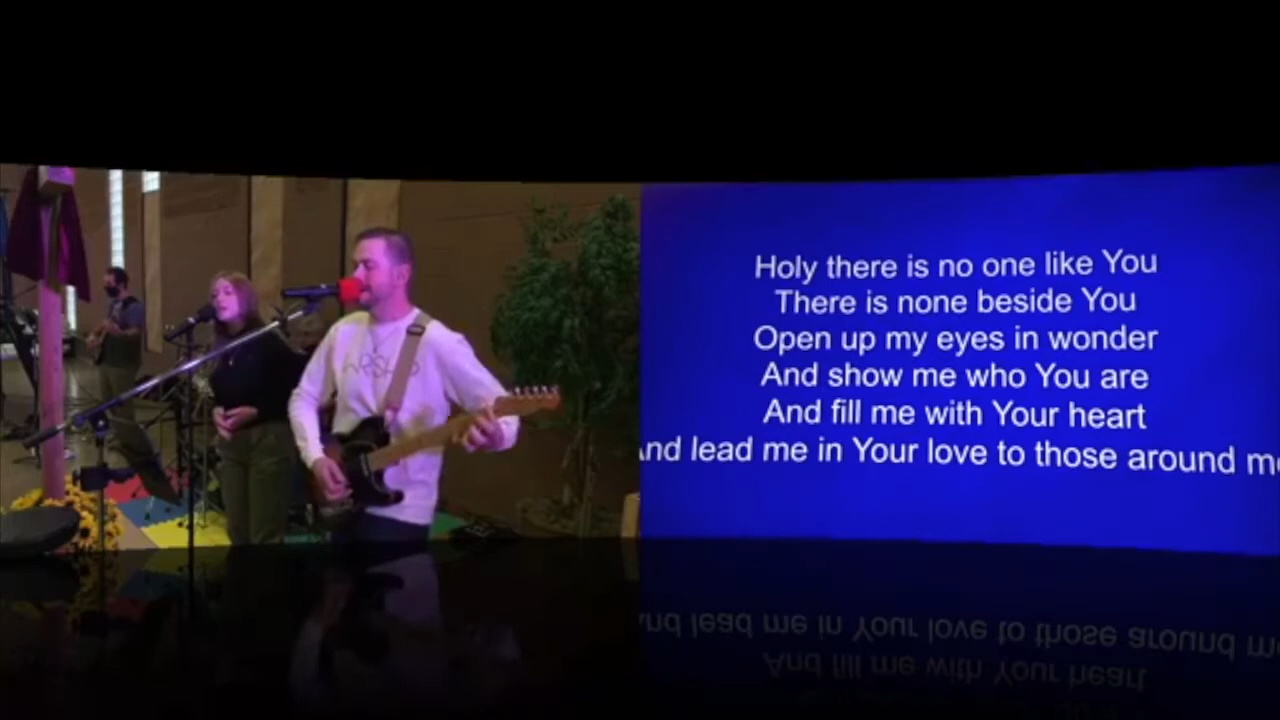 Holy there is no one like You
There is none beside You
Open up my eyes in wonder
And show me who You are
And fill me with Your heart
nd lead me in Your love to those around m